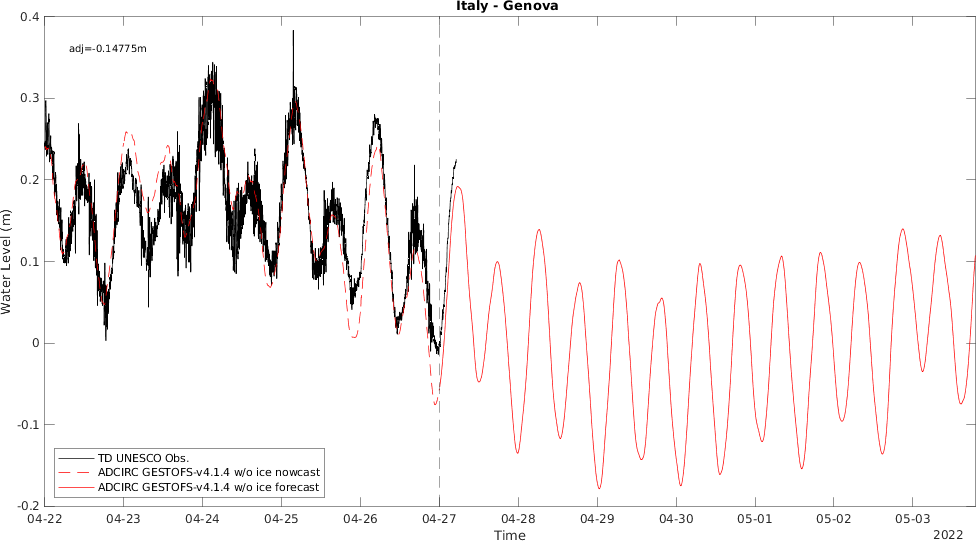 Italy - Genova
0.4
adj=-0.14775m
0.3
0.2
0.1
0
-0.1
-0.2
Water Level (m)
TD UNESCO Obs.
ADCIRC GESTOFS-v4.1.4 w/o ice nowcast
ADCIRC GESTOFS-v4.1.4 w/o ice forecast
04-22 04-23 04-24 04-25 04-26 04-27 04-28 04-29 04-30 05-01 05-02 05-03
Time
2022